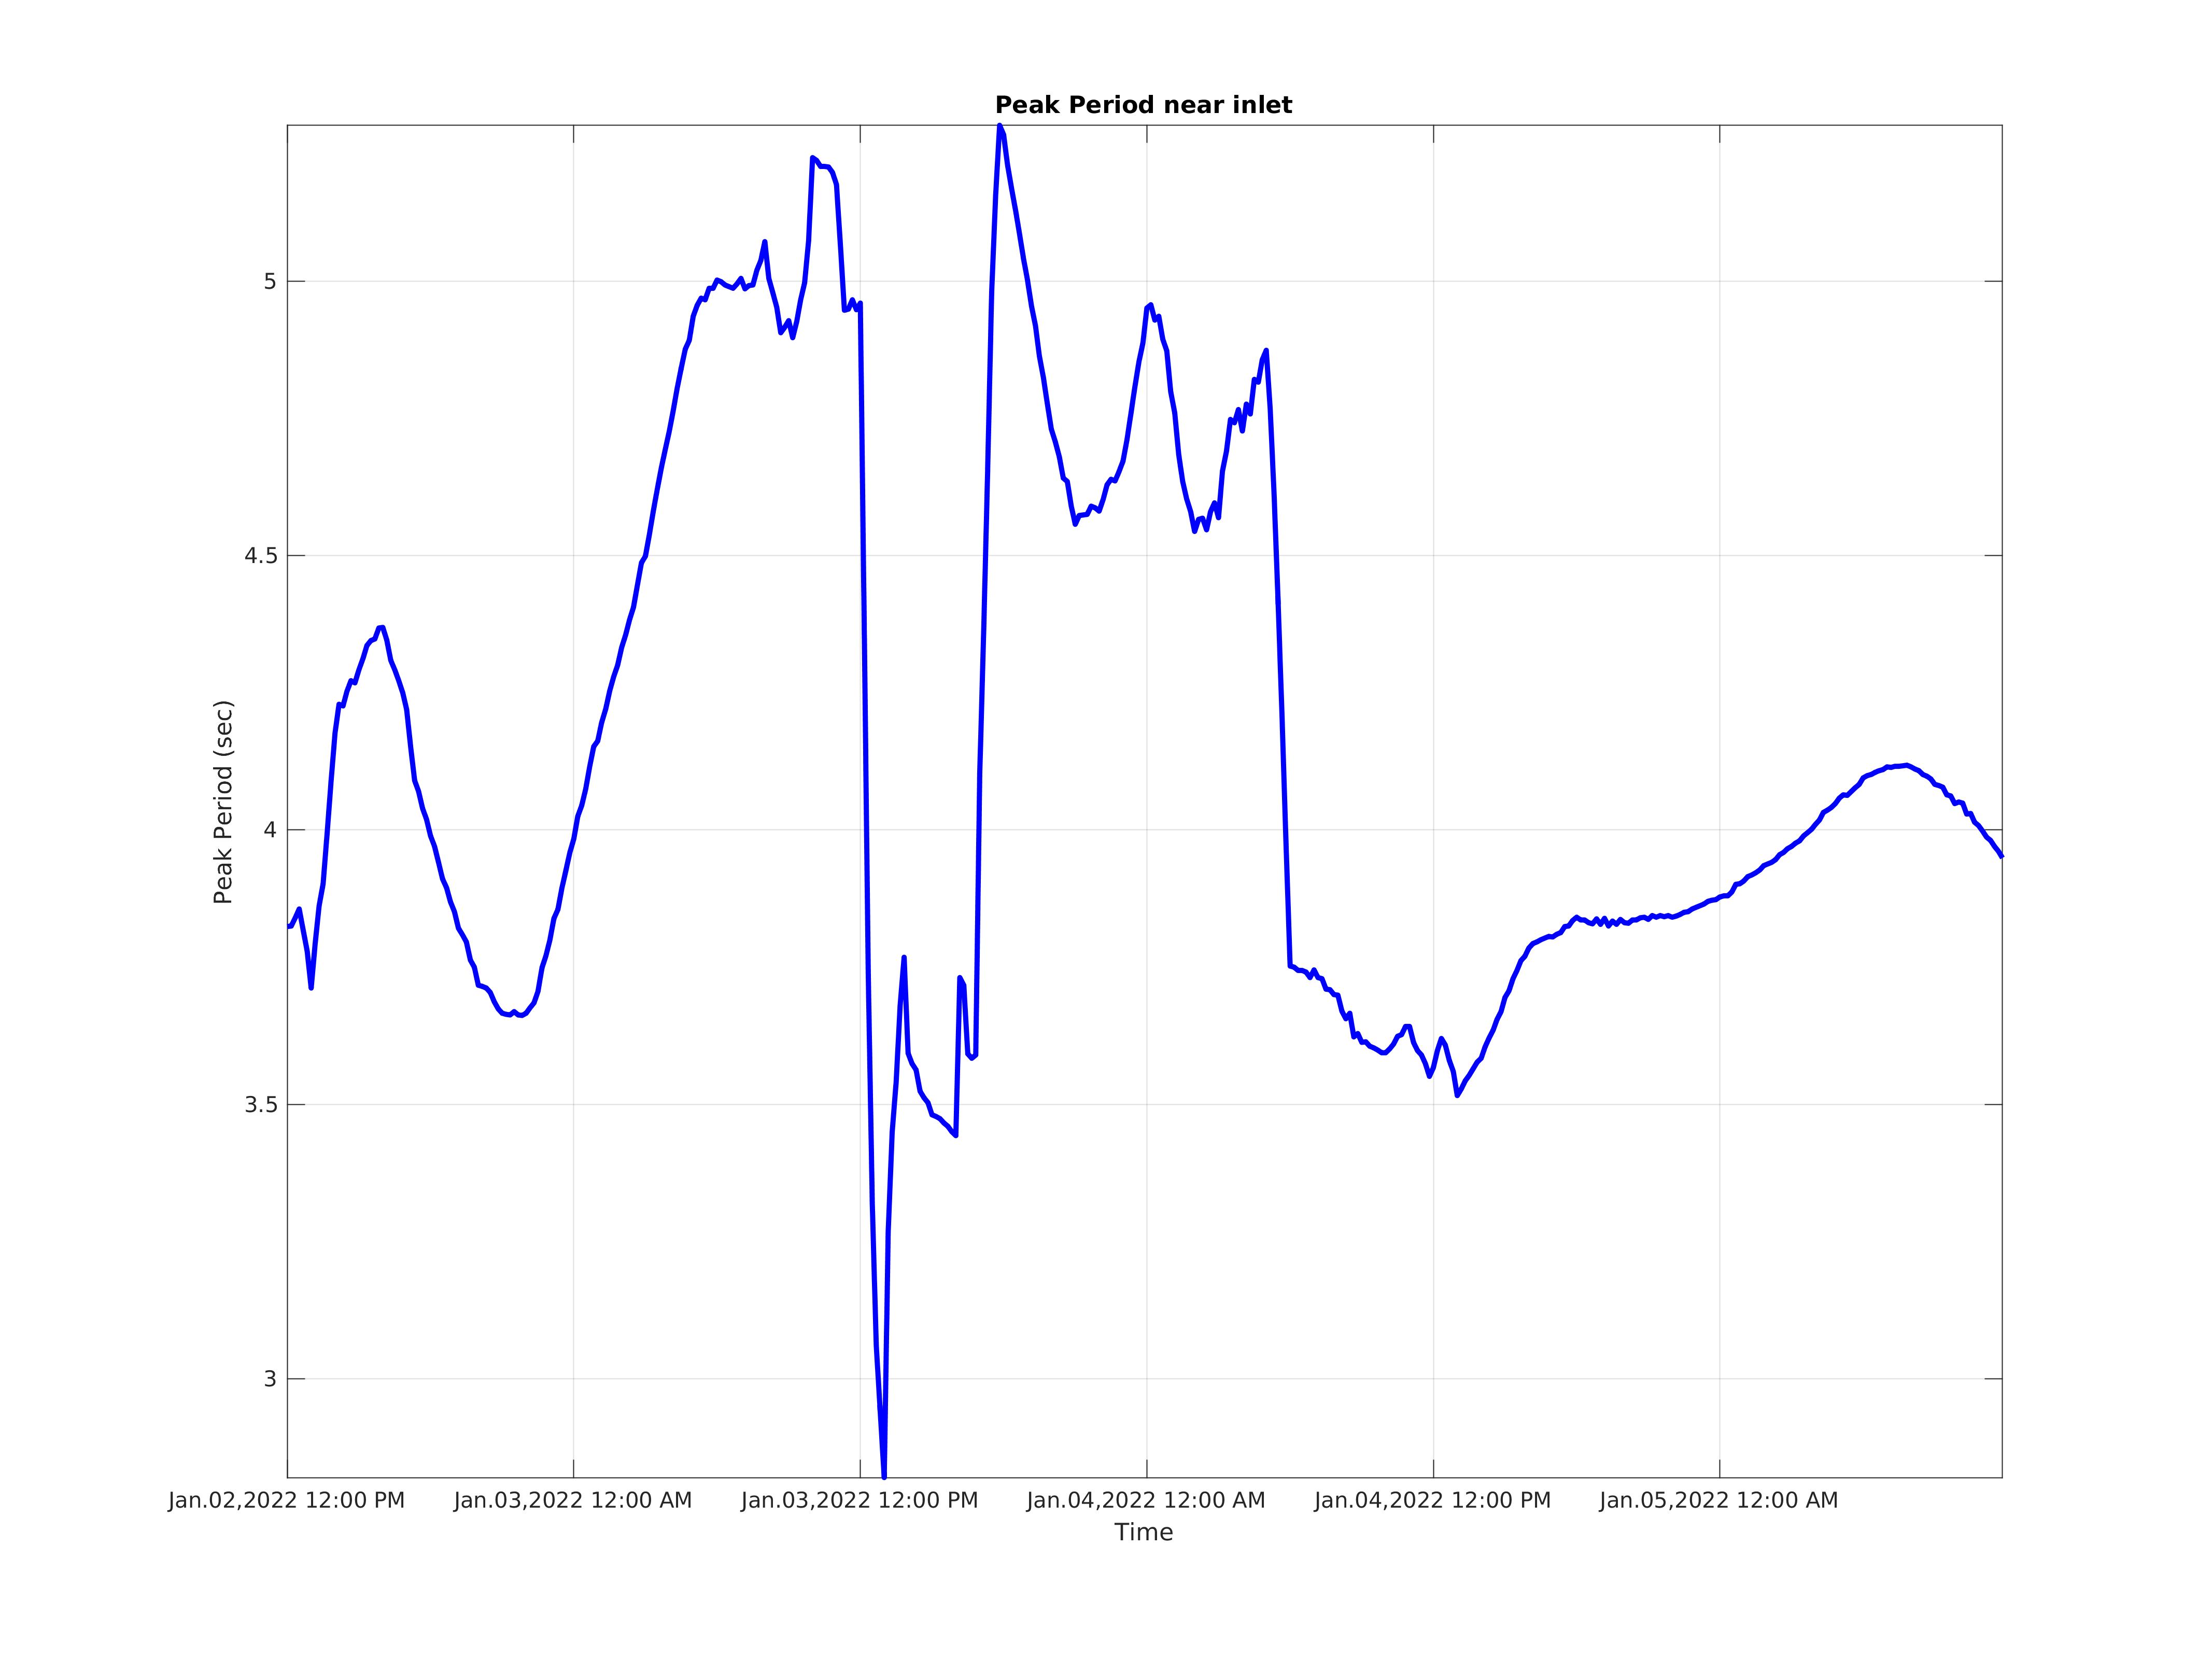 Peak Period near inlet
Peak Period (sec)
5
4.5
4
3.5
3
Jan.02,2022 12:00 PM
Jan.03,2022 12:00 AM
Jan.03,2022 12:00 PM
Jan.04,2022 12:00 AM
Jan.04,2022 12:00 PM
Jan.05,2022 12:00 AM
Time